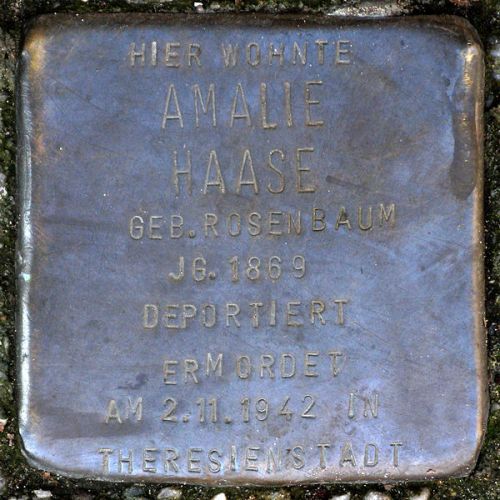 HIER WOHNTE
AMALIE
HAASE
GEB. ROSENBAUM
JG. 1869
DEPORTIERT
ERMORDET
AM 2.11.1942 IN
THERESIENSTADT